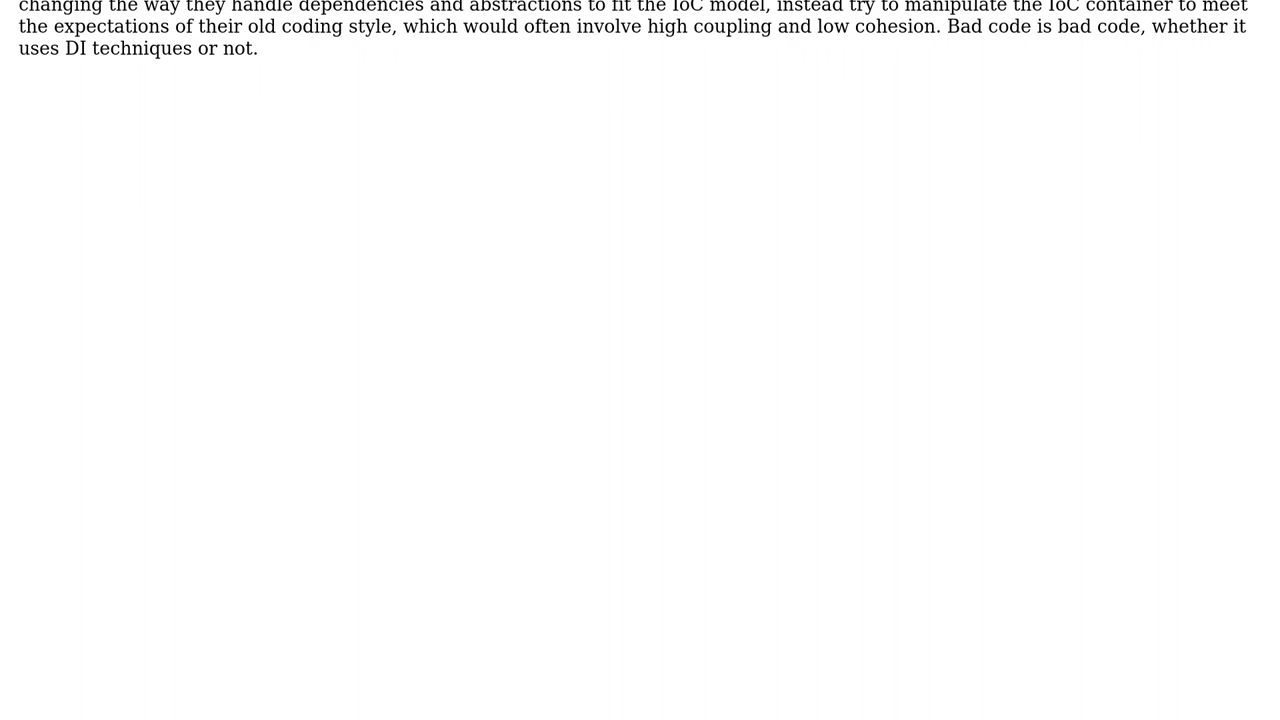 changing the way they handle dependencies and abstractions to fit the IoC model, instead try to manipulate the IoC container to meet
the expectations of their old coding style, which would often involve high coupling and low cohesion. Bad code is bad code, whether it
uses DI techniques or not.